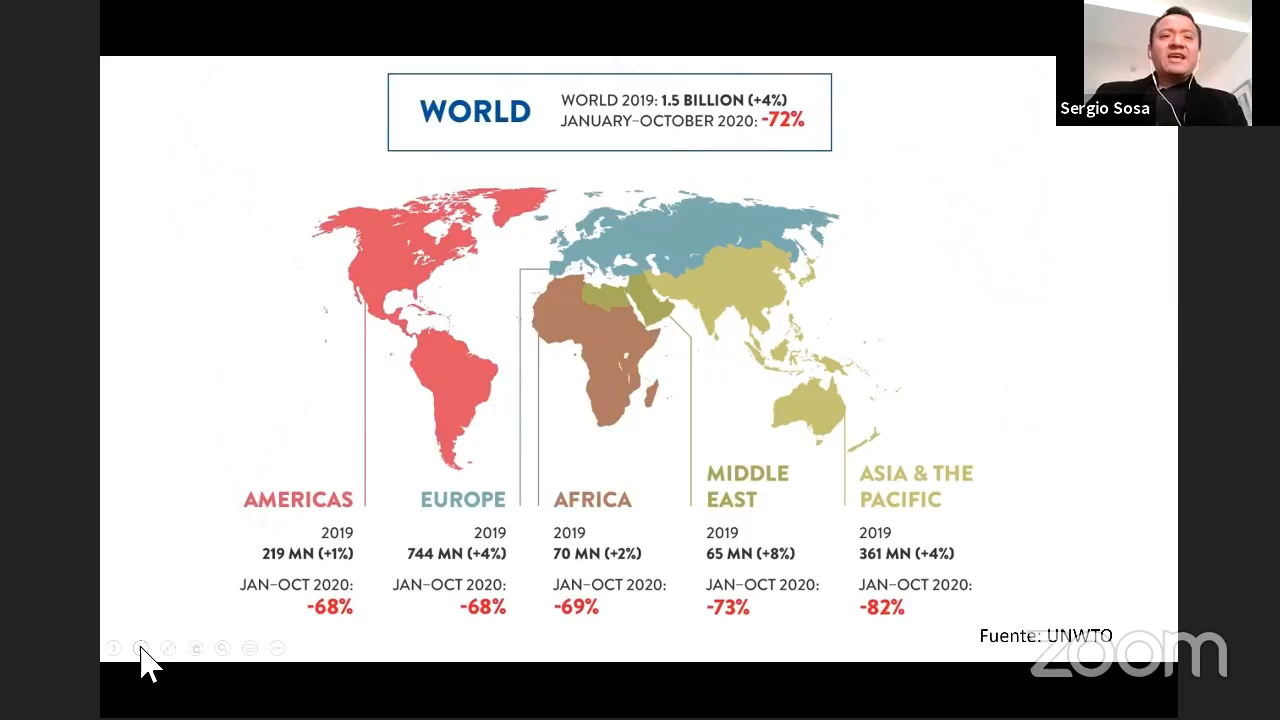 WORLD
WORLD 2019: 1.5 BILLION (+4%)
JANUARY–OCTOBER 2020: -72%
Sergio Sosa
AMERICAS
2019
219 MN (+1%)
JAN–OCT 2020:
-68%
EUROPE
2019
744 MN (+4%)
JAN–OCT 2020:
-68%
AFRICA
2019
70 MN (+2%)
JAN–OCT 2020:
-69%
MIDDLE
EAST
2019
65 MN (+8%)
JAN–OCT 2020:
-73%
ASIA & THE
PACIFIC
2019
361 MN (+4%)
JAN–OCT 2020:
-82%
Fuente: UNWTO
zoom